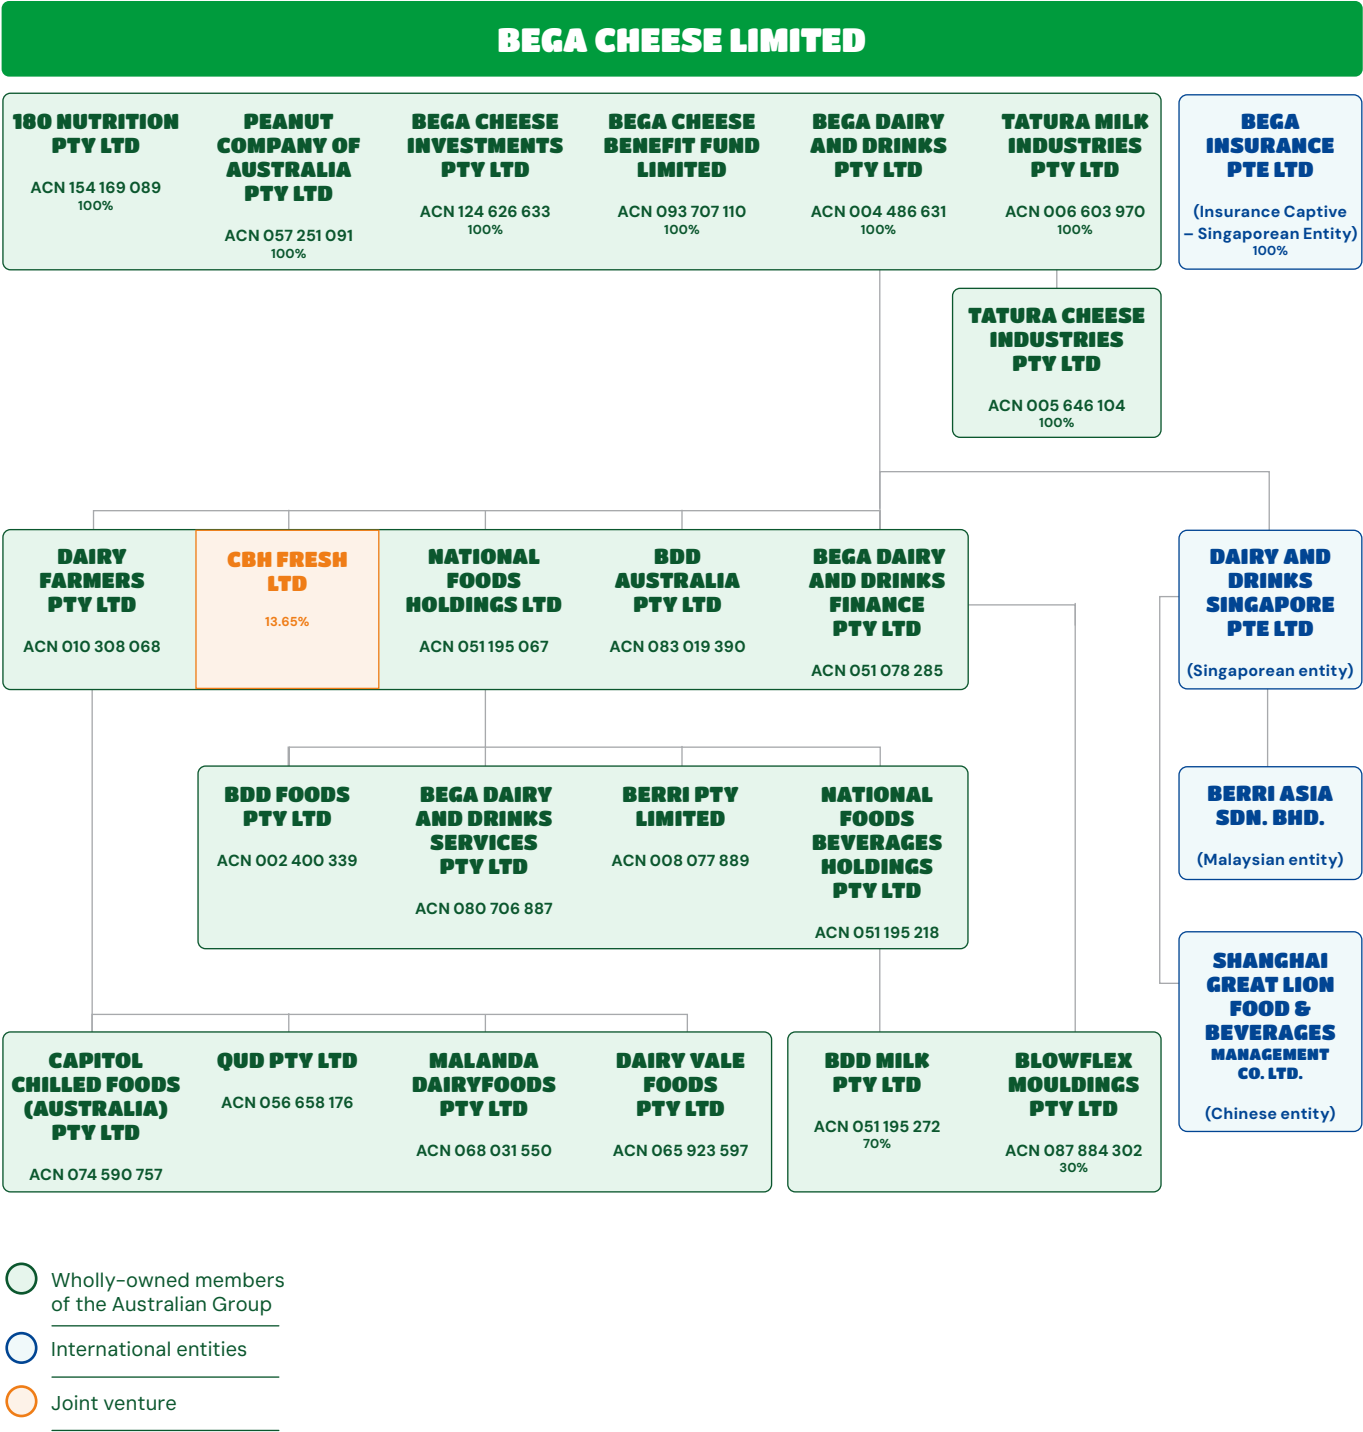 BEGA CHEESE LIMITED
180 NUTRITION
PTY LTD
ACN 154 169 089
100%
PEANUT
COMPANY OF
AUSTRALIA
PTY LTD
ACN 057 251 091
100%
BEGA CHEESE
INVESTMENTS
PTY LTD
ACN 124 626 633
100%
BEGA CHEESE
BENEFIT FUND
LIMITED
ACN 093 707 110
100%
BEGA DAIRY
AND DRINKS
PTY LTD
ACN 004 486 631
100%
TATURA MILK
INDUSTRIES
PTY LTD
ACN 006 603 970
100%
BEGA
INSURANCE
PTE LTD
(Insurance Captive
– Singaporean Entity)
100%
TATURA CHEESE
INDUSTRIES
PTY LTD
ACN 005 646 104
100%
DAIRY
FARMERS
PTY LTD
ACN 010 308 068
CBH FRESH
LTD
13.65%
NATIONAL
FOODS
HOLDINGS LTD
ACN 051 195 067
BDD
AUSTRALIA
PTY LTD
ACN 083 019 390
BEGA DAIRY
AND DRINKS
FINANCE
PTY LTD
ACN 051 078 285
DAIRY AND
DRINKS
SINGAPORE
PTE LTD
(Singaporean entity)
BDD FOODS
PTY LTD
ACN 002 400 339
BEGA DAIRY
AND DRINKS
SERVICES
PTY LTD
ACN 080 706 887
BERRI PTY
LIMITED
ACN 008 077 889
NATIONAL
FOODS
BEVERAGES
HOLDINGS
PTY LTD
ACN 051 195 218
BERRI ASIA
SDN. BHD.
(Malaysian entity)
SHANGHAI
GREAT LION
FOOD &
BEVERAGES
MANAGEMENT
CO. LTD.
(Chinese entity)
CAPITOL
CHILLED FOODS
(AUSTRALIA)
PTY LTD
ACN 074 590 757
QUD PTY LTD
ACN 056 658 176
MALANDA
DAIRYFOODS
PTY LTD
ACN 068 031 550
DAIRY VALE
FOODS
PTY LTD
ACN 065 923 597
BDD MILK
PTY LTD
ACN 051 195 272
70%
BLOWFLEX
MOULDINGS
PTY LTD
ACN 087 884 302
30%
Wholly-owned members
of the Australian Group
International entities
Joint venture